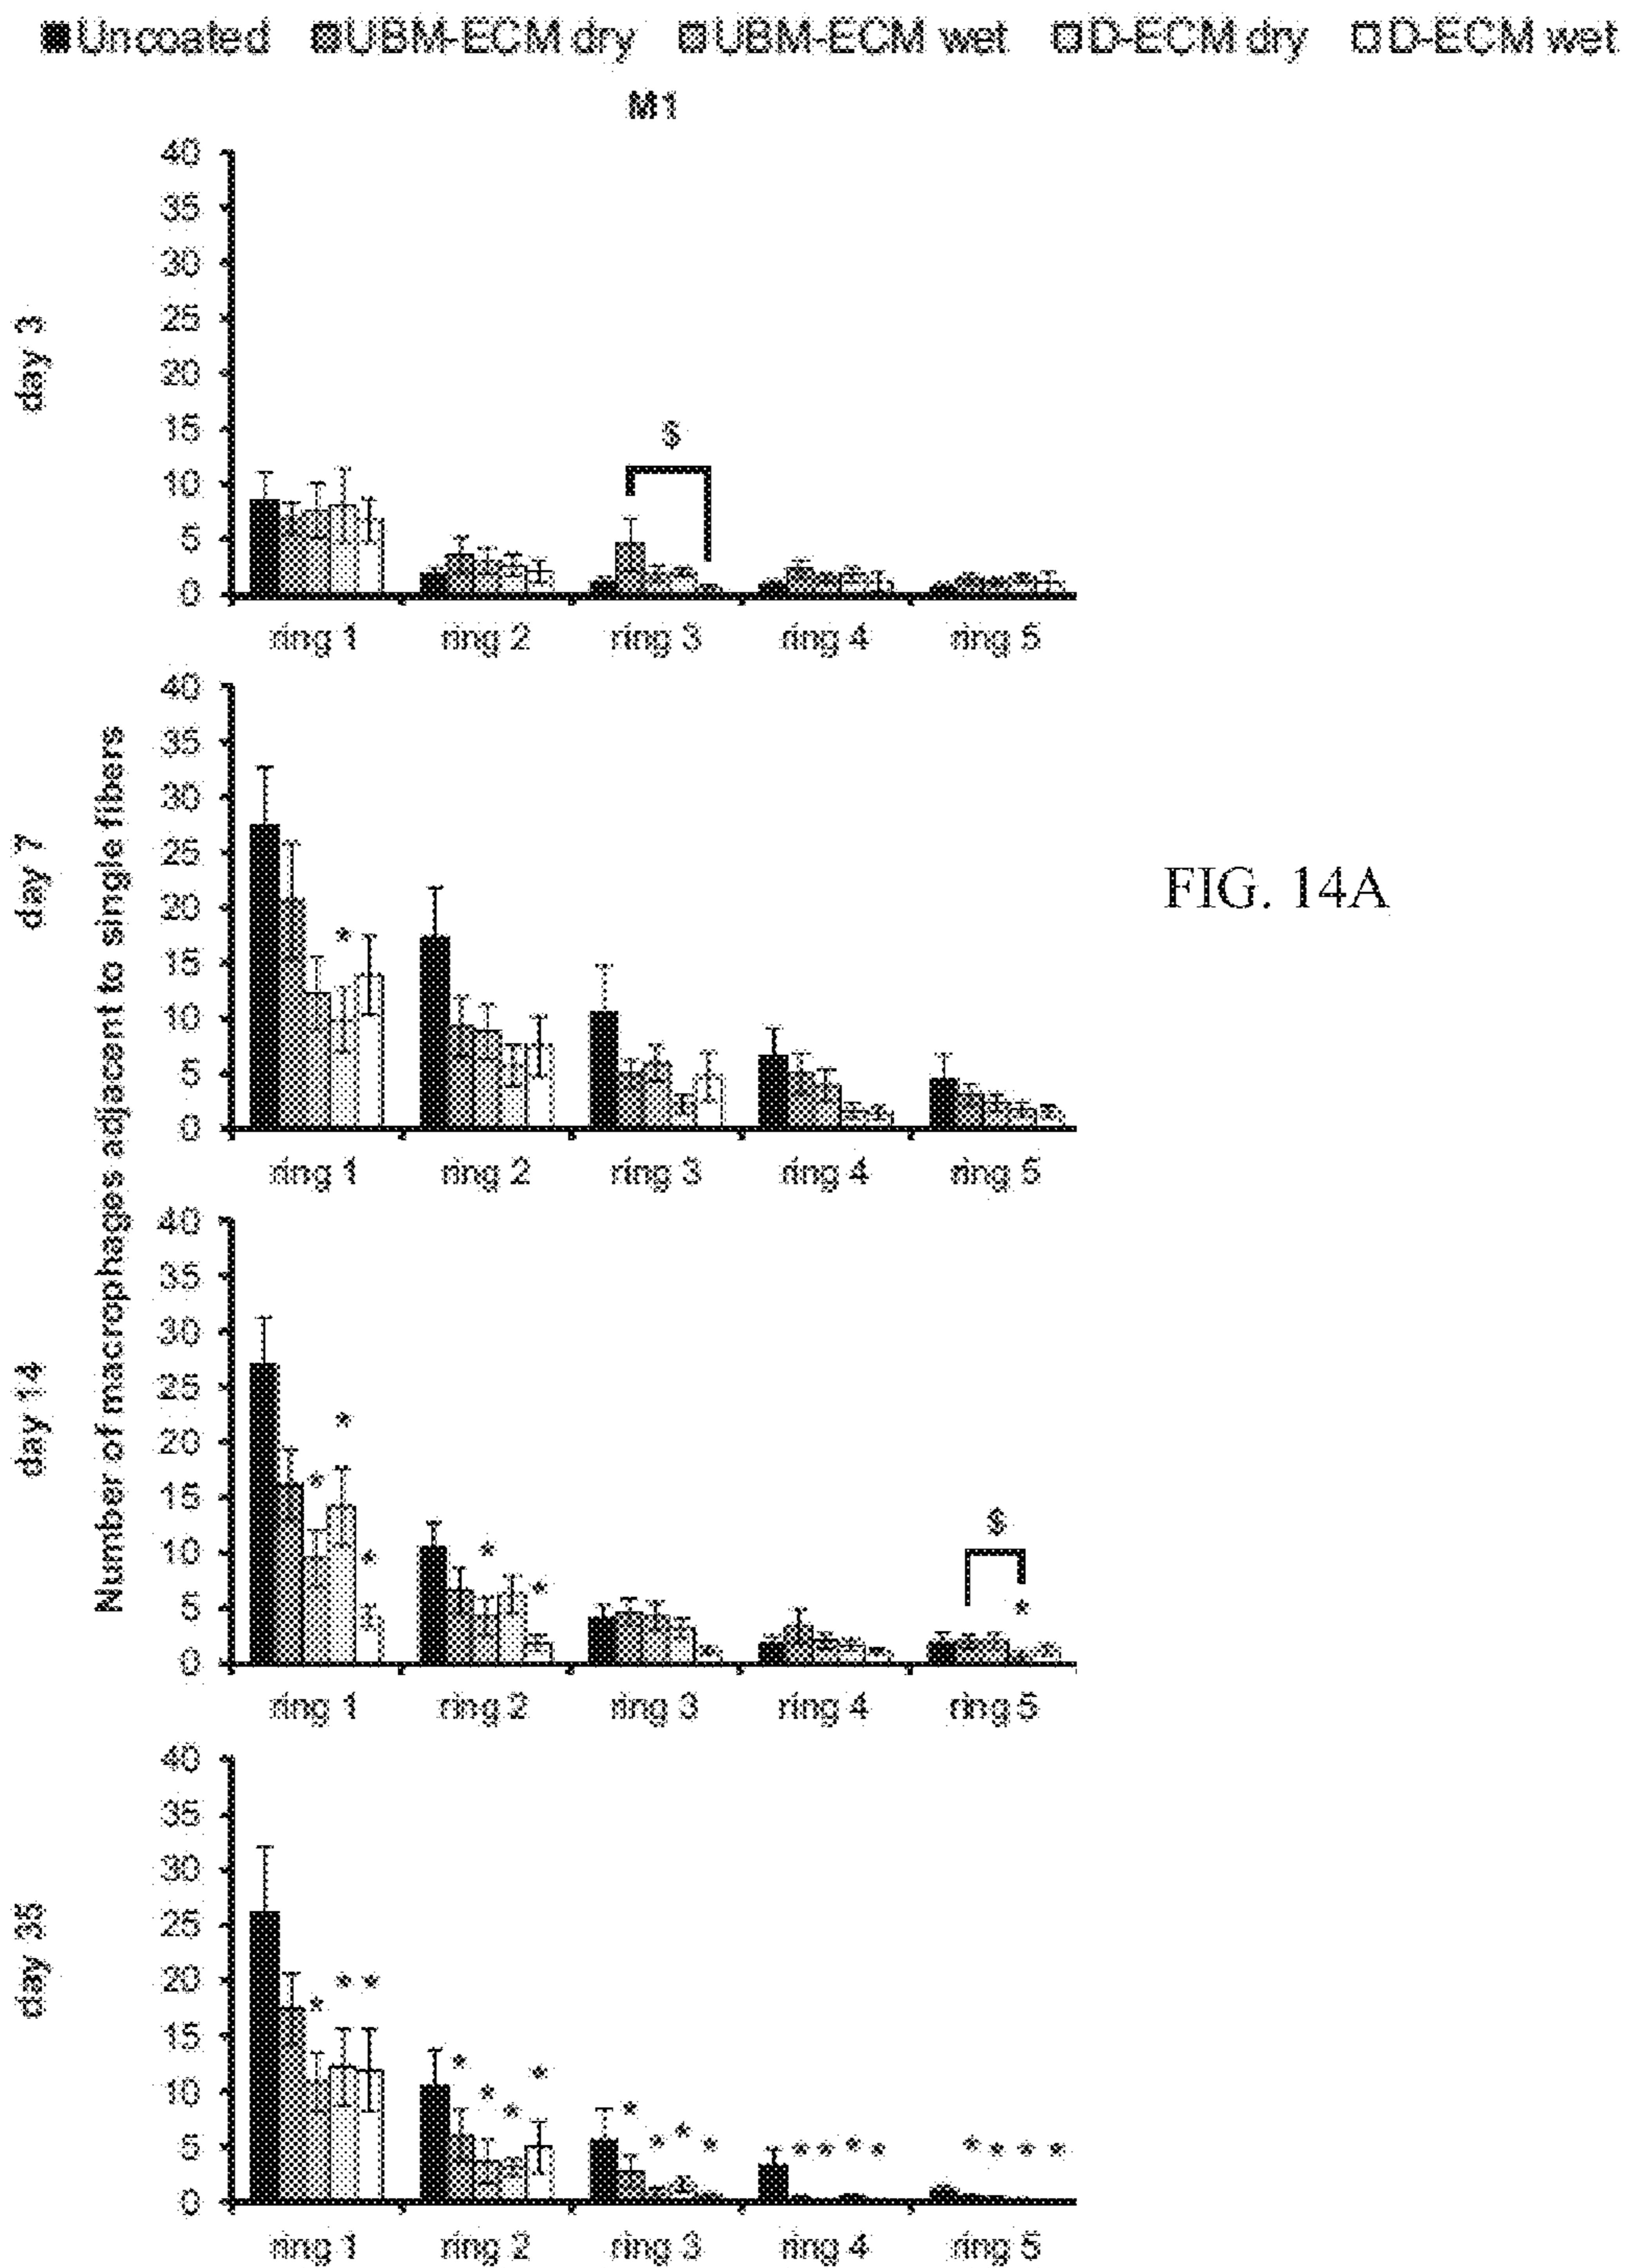 Uncoated UBM-ECM dry UBM-ECM wet D-ECM dry D-ECM wet
M1
Number of macrophages adjacent to single fibers
day 3
40
35
30
25
20
15
10
5
0
$
ring 1 ring 2 ring 3 ring 4 ring 5
day 7
40
35
30
25
20
15
10
5
0
*
ring 1 ring 2 ring 3 ring 4 ring 5
FIG. 14A
day 14
40
35
30
25
20
15
10
5
0
* * * * * $ *
ring 1 ring 2 ring 3 ring 4 ring 5
day 35
40
35
30
25
20
15
10
5
0
* * * * * * * * * * * * * * * * * * *
ring 1 ring 2 ring 3 ring 4 ring 5